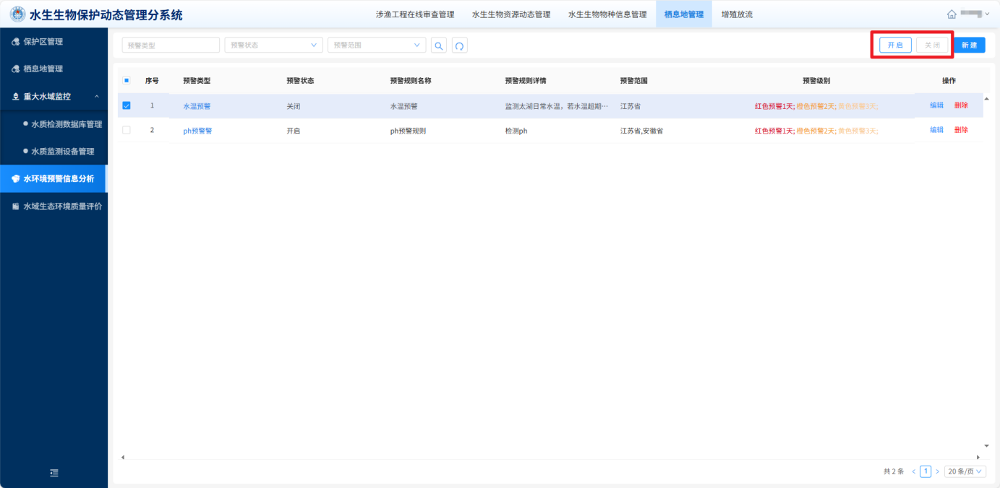 水生生物保护动态管理分系统
涉渔工程在线审查管理 水生生物资源动态管理 水生生物物种信息管理 栖息地管理 增殖放流
保护区管理
栖息地管理
重大水域监控
水质检测数据库管理
水质监测设备管理
水环境预警信息分析
水域生态环境质量评价
预警类型 预警状态 预警范围 开启 关闭 新建
序号 预警类型 预警状态 预警规则名称 预警规则详情 预警范围 预警级别 操作
1 水温预警 关闭 水温预警 监测太湖日常水温，若水温超期··· 江苏省 红色预警1天; 橙色预警2天; 黄色预警3天; 编辑 删除
2 ph预警警 开启 ph预警规则 检测ph 江苏省,安徽省 红色预警1天; 橙色预警2天; 黄色预警3天; 编辑 删除
共 2 条 < 1 > 20 条/页